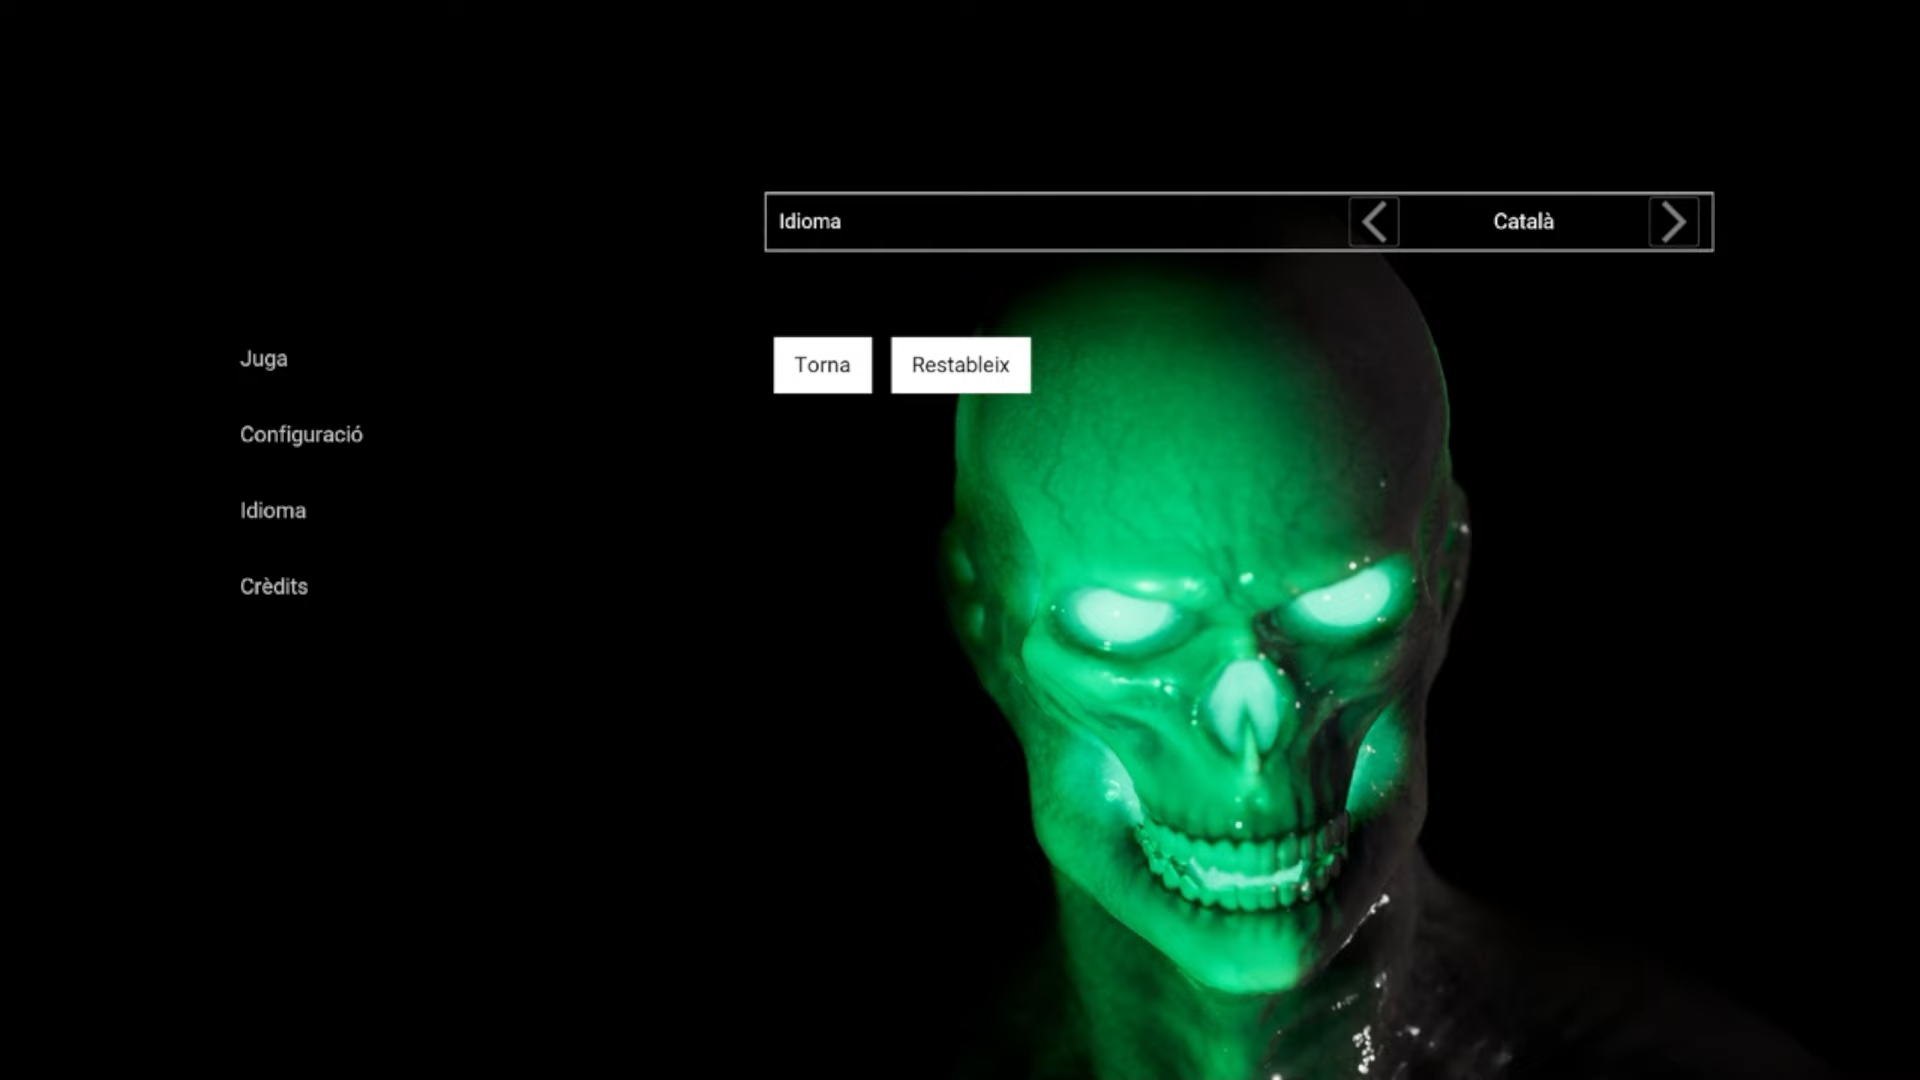 Idioma
Català
Juga
Configuració
Idioma
Crèdits
Torna
Restableix